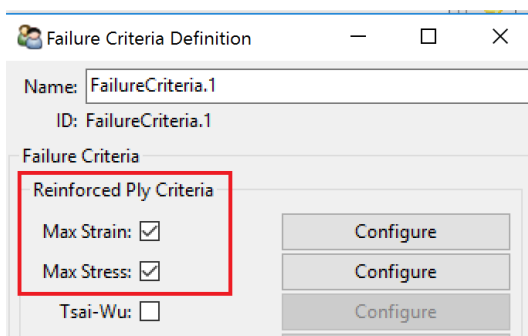 Failure Criteria Definition
Name: FailureCriteria.1
ID: FailureCriteria.1
Failure Criteria
Reinforced Ply Criteria
Max Strain: Configure
Max Stress: Configure
Tsai-Wu: Configure